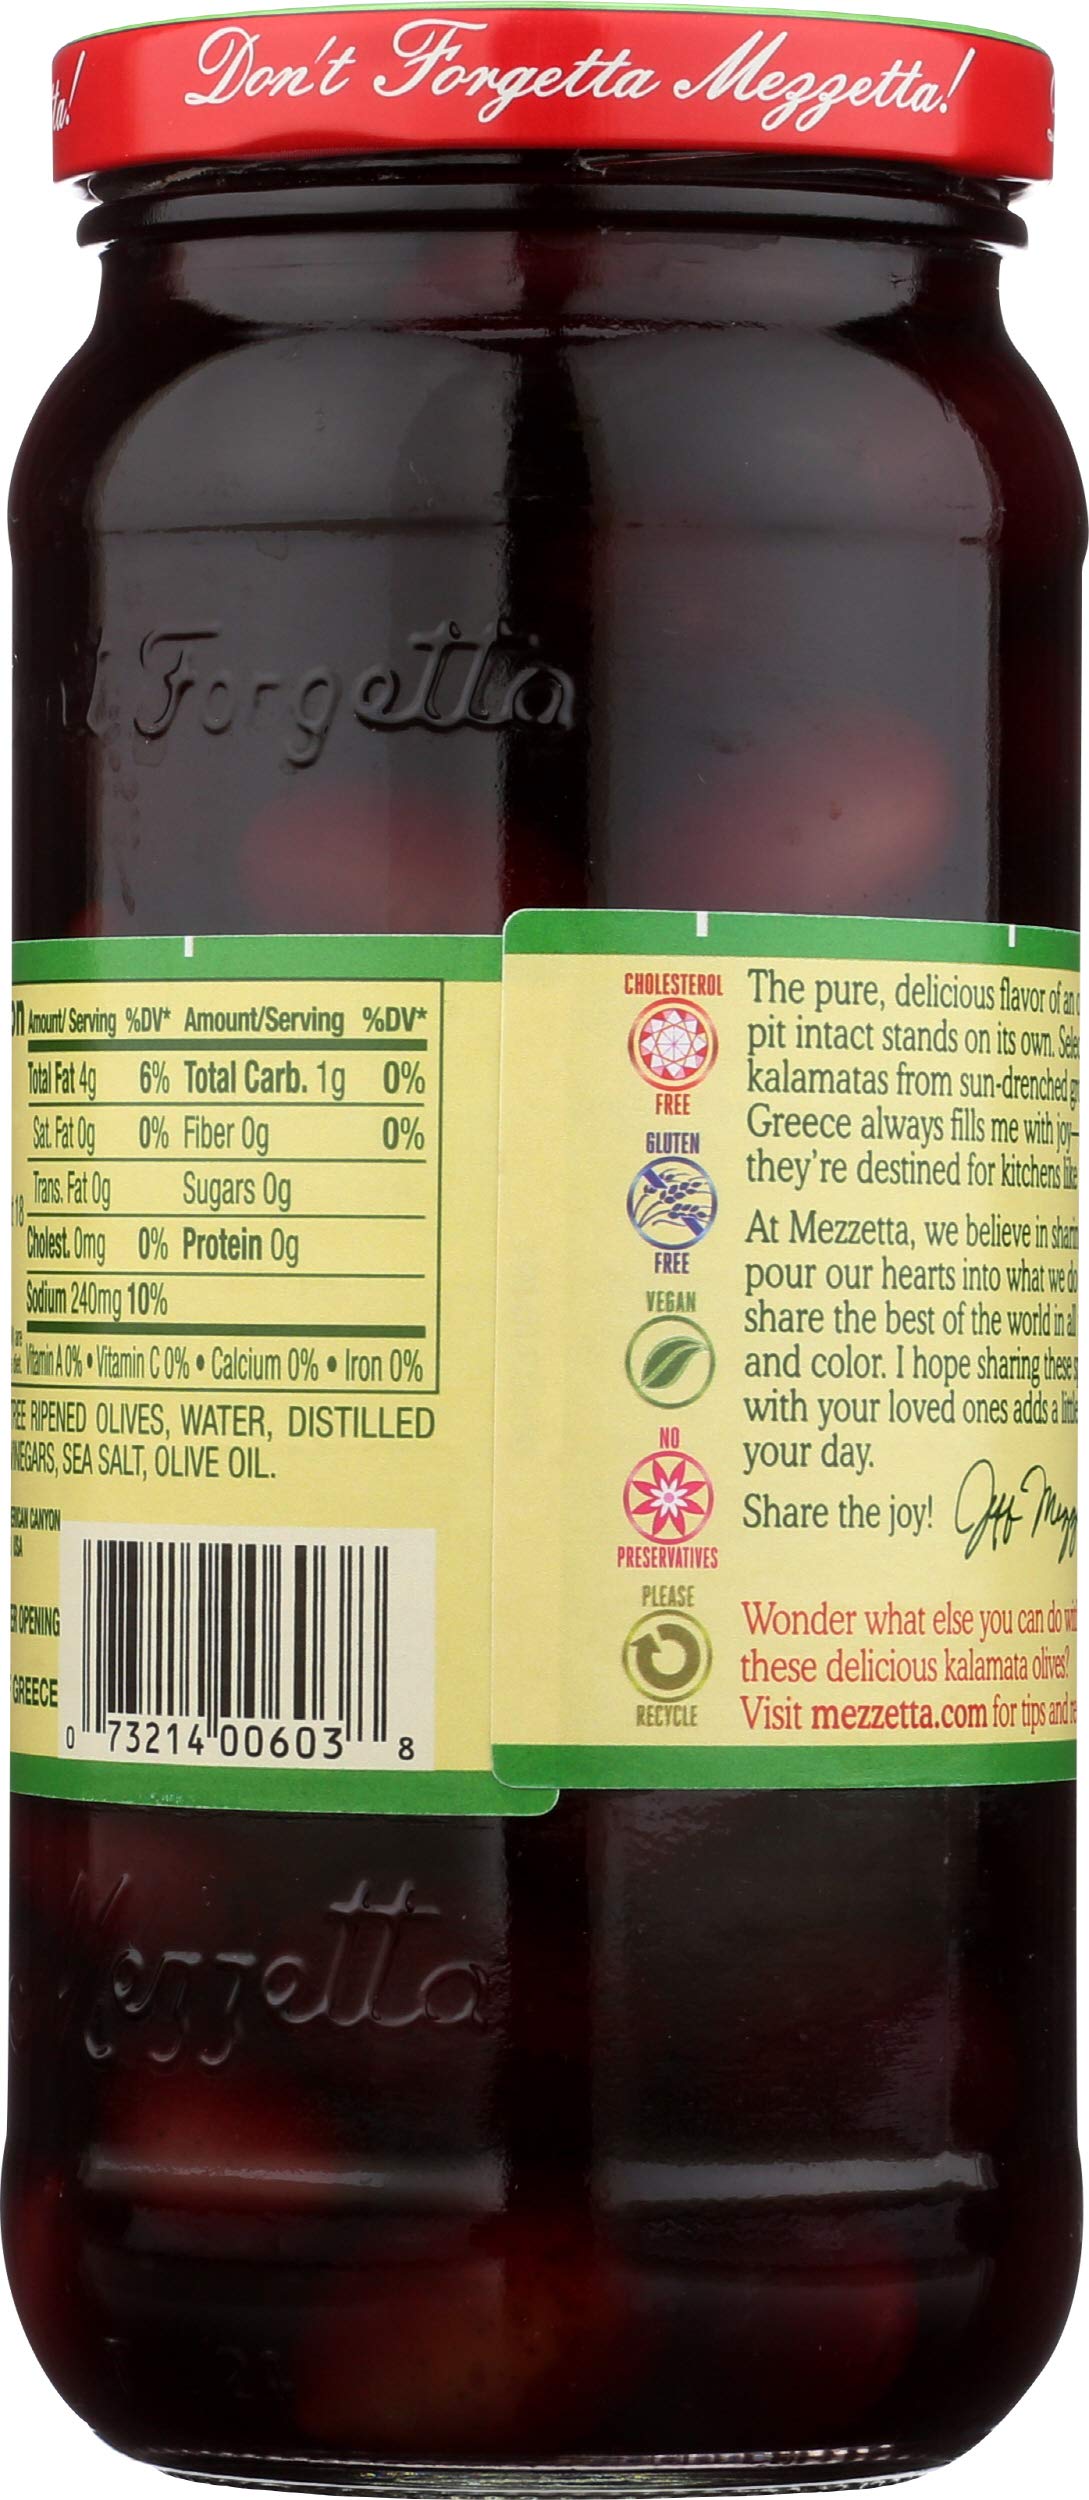 Don't Forgetta Mezzetta!
Forgetta
Amount/Serving %DV* Amount/Serving %DV*
Total Fat 4g 6% Total Carb. 1g 0%
Sat. Fat 0g 0% Fiber 0g 0%
Trans. Fat 0g Sugars 0g
Cholest. 0mg 0% Protein 0g
Sodium 240mg 10%
Vitamin A 0% • Vitamin C 0% • Calcium 0% • Iron 0%
RIPENED OLIVES, WATER, DISTILLED
SEA SALT, OLIVE OIL.
CANYON
USA
OPENING
GREECE
0 73214 00603 8
CHOLESTEROL
FREE
GLUTEN
FREE
VEGAN
NO
PRESERVATIVES
PLEASE
RECYCLE
The pure, delicious flavor of
pit intact stands on its own.
kalamatas from sun-drenched
Greece always fills me with joy—
they're destined for kitchens
At Mezzetta, we believe in
pour our hearts into what we do
share the best of the world in all
and color. I hope sharing these
with your loved ones adds a
your day.
Share the joy! Jeff
Wonder what else you can do
these delicious kalamata olives?
Visit mezzetta.com for tips and
Mezzetta